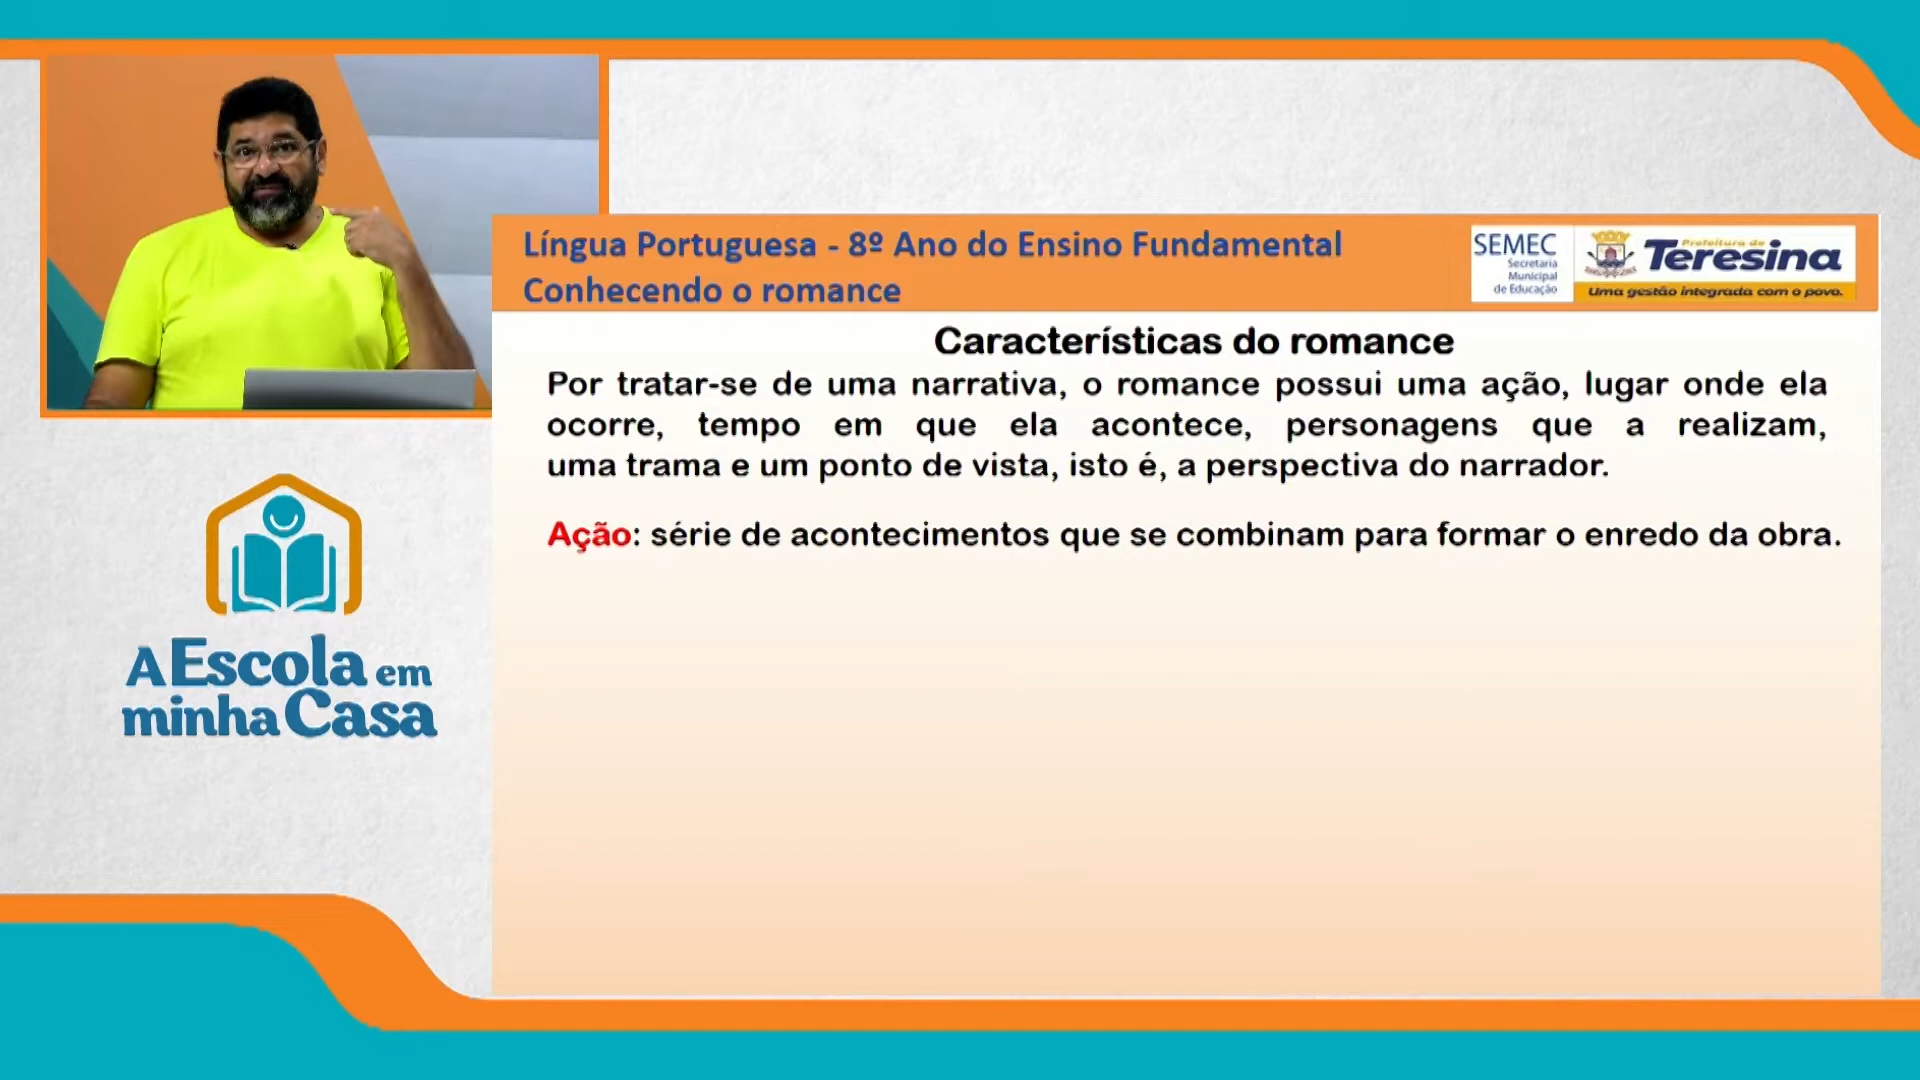 Língua Portuguesa - 8º Ano do Ensino Fundamental
Conhecendo o romance
SEMEC
Secretaria
Municipal
de Educação
Prefeitura de
Teresina
Uma gestão integrada com o povo.
Características do romance
Por tratar-se de uma narrativa, o romance possui uma ação, lugar onde ela
ocorre, tempo em que ela acontece, personagens que a realizam,
uma trama e um ponto de vista, isto é, a perspectiva do narrador.
Ação: série de acontecimentos que se combinam para formar o enredo da obra.
A Escola em
minha Casa